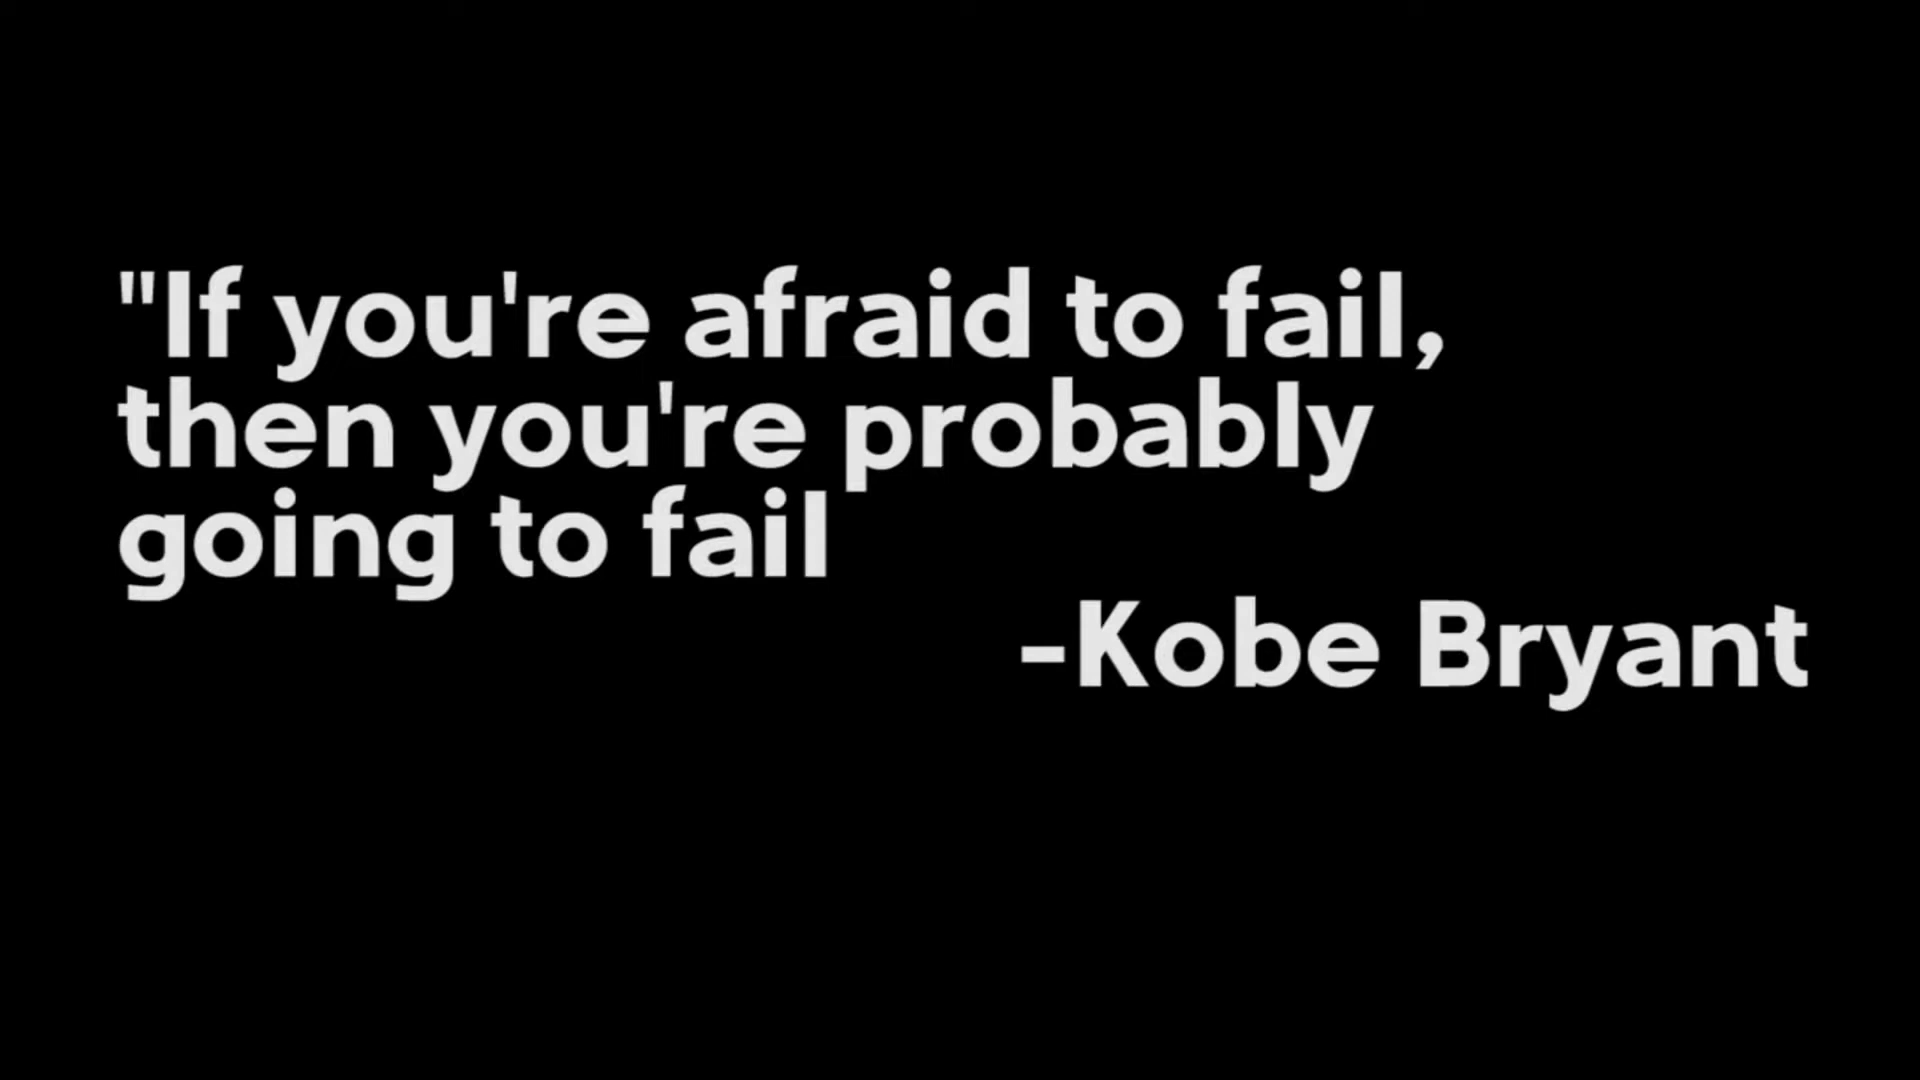 "If you're afraid to fail,
then you're probably
going to fail
-Kobe Bryant